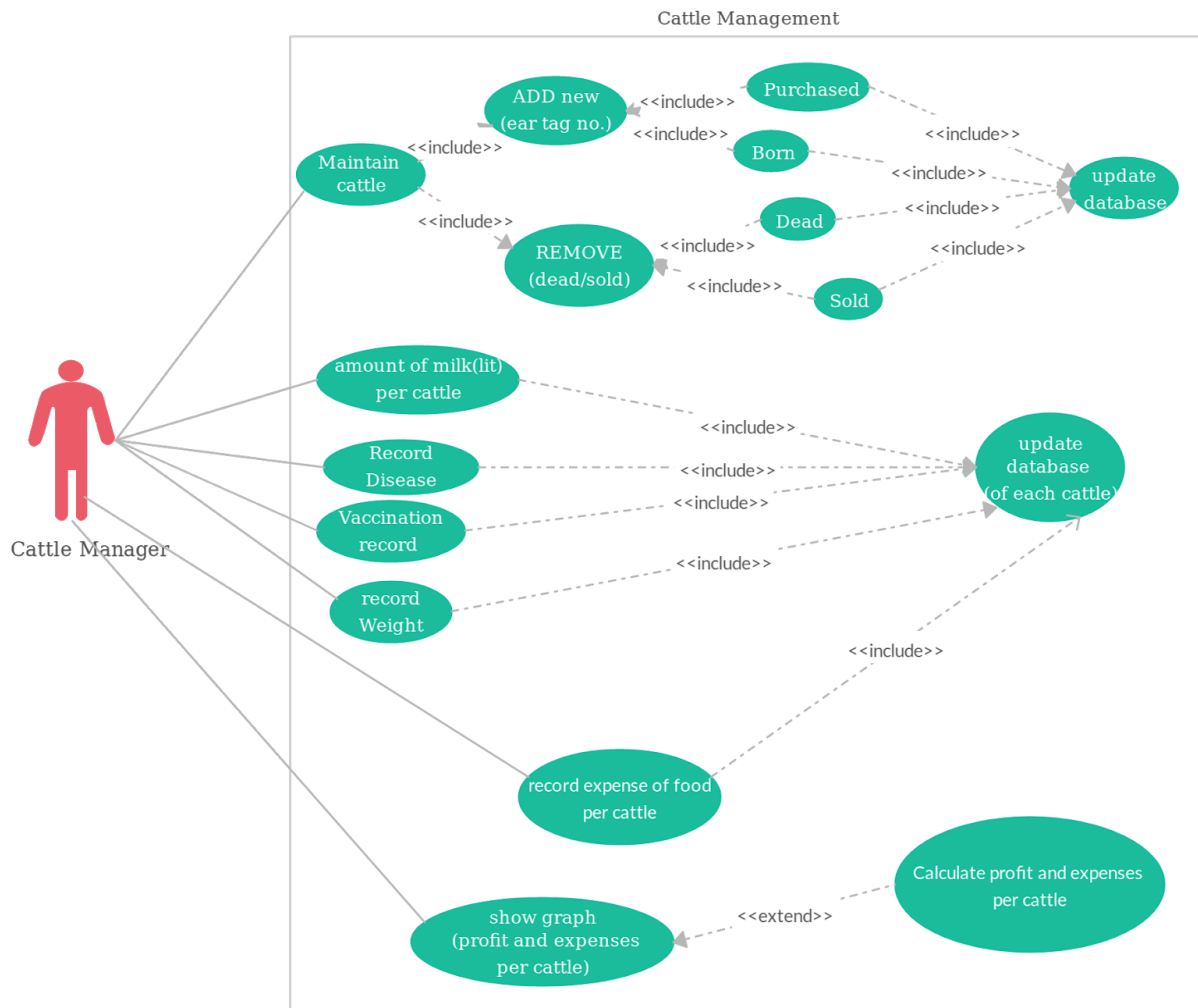 Cattle Management
ADD new
(ear tag no.)
<<include>>
Purchased
<<include>>
<<include>>
Born
<<include>>
Maintain
cattle
<<include>>
<<include>>
update
database
<<include>>
Dead
<<include>>
<<include>>
REMOVE
(dead/sold)
<<include>>
<<include>>
Sold
amount of milk(lit)
per cattle
<<include>>
Record
Disease
<<include>>
update
database
(of each cattle)
Vaccination
record
<<include>>
Cattle Manager
<<include>>
record
Weight
<<include>>
record expense of food
per cattle
Calculate profit and expenses
per cattle
<<extend>>
show graph
(profit and expenses
per cattle)